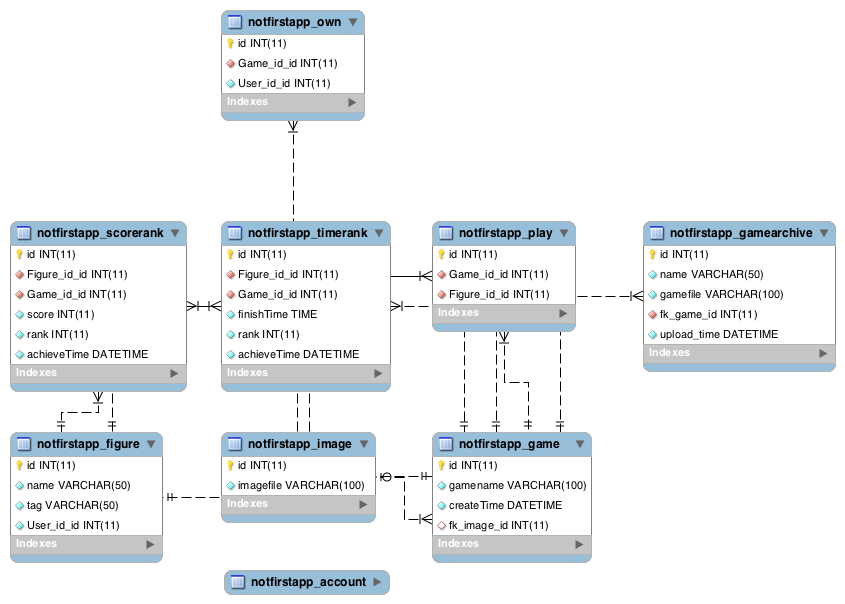 notfirstapp_own
id INT(11)
Game_id_id INT(11)
User_id_id INT(11)
Indexes
notfirstapp_scorerank
id INT(11)
Figure_id_id INT(11)
Game_id_id INT(11)
score INT(11)
rank INT(11)
achieveTime DATETIME
Indexes
notfirstapp_timerank
id INT(11)
Figure_id_id INT(11)
Game_id_id INT(11)
finishTime TIME
rank INT(11)
achieveTime DATETIME
Indexes
notfirstapp_play
id INT(11)
Game_id_id INT(11)
Figure_id_id INT(11)
Indexes
notfirstapp_gamearchive
id INT(11)
name VARCHAR(50)
gamefile VARCHAR(100)
fk_game_id INT(11)
upload_time DATETIME
Indexes
notfirstapp_figure
id INT(11)
name VARCHAR(50)
tag VARCHAR(50)
User_id_id INT(11)
Indexes
notfirstapp_image
id INT(11)
imagefile VARCHAR(100)
Indexes
notfirstapp_game
id INT(11)
gamename VARCHAR(100)
createTime DATETIME
fk_image_id INT(11)
Indexes
notfirstapp_account